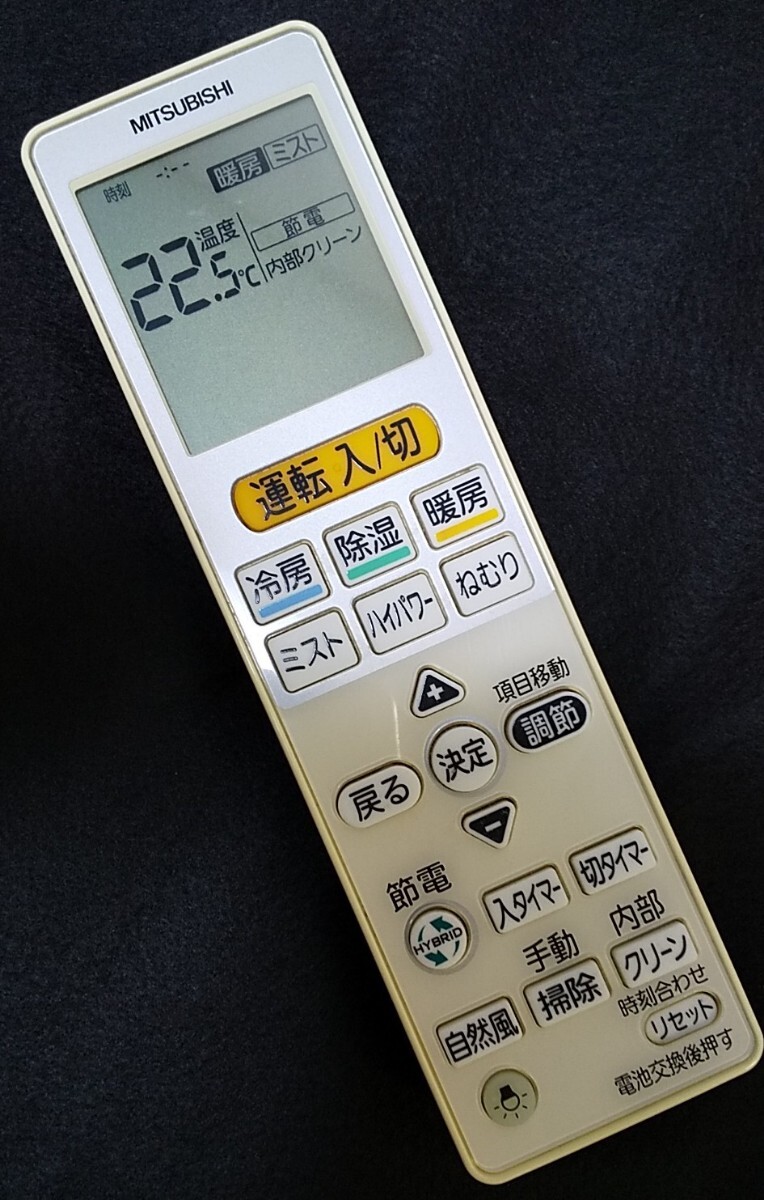 MITSUBISHI
時刻 -:-- 暖房 ミスト
22.5℃ 温度 節電
内部クリーン
運転 入/切
冷房 除湿 暖房
ミスト ハイパワー ねむり
+ 項目移動
戻る 決定 調節
-
節電 入タイマー 切タイマー
HYBRID 手動 内部
自然風 掃除 クリーン
時刻合わせ
リセット
電池交換後押す